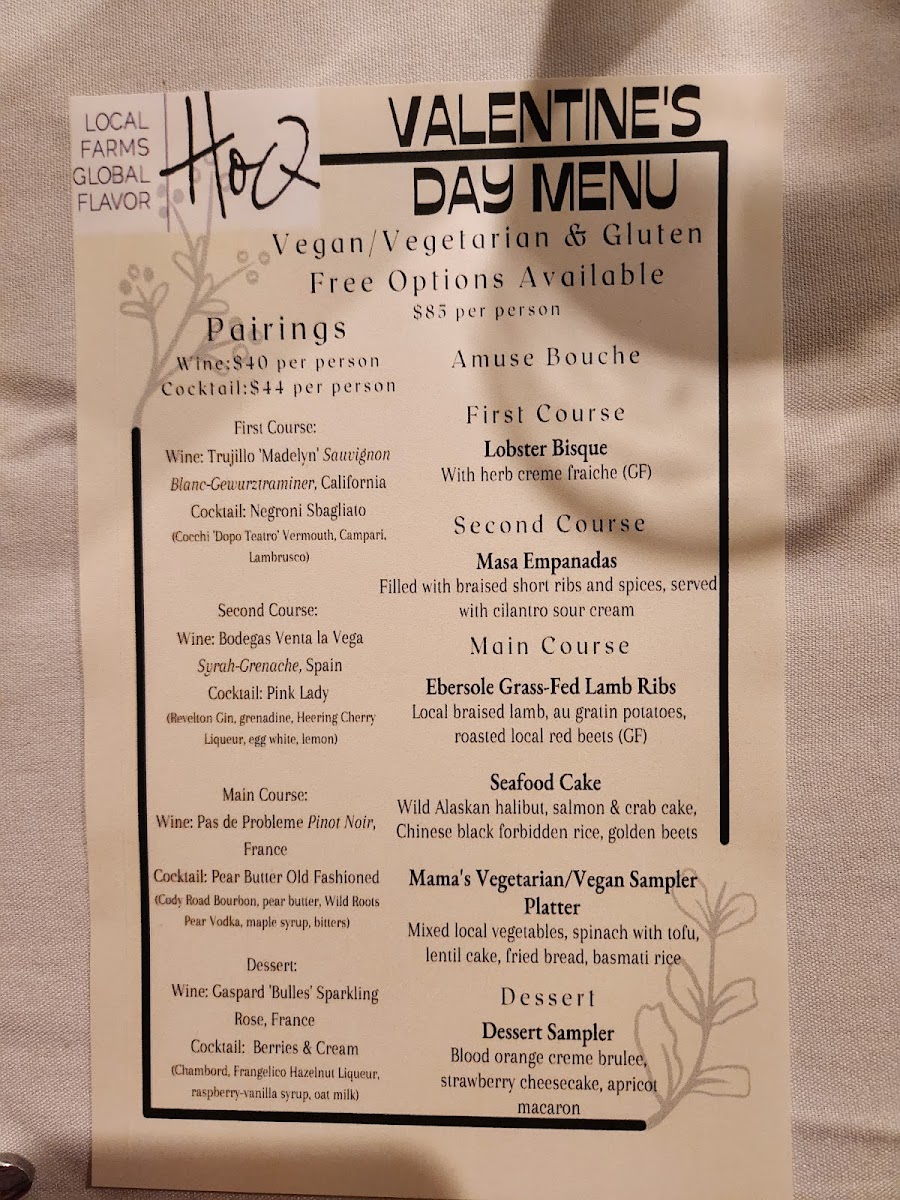 LOCAL
FARMS
GLOBAL
FLAVOR
HoQ
VALENTINE'S
DAY MENU
Vegan/Vegetarian & Gluten
Free Options Available
$85 per person
Pairings
Wine:$40 per person
Cocktail:$44 per person
First Course:
Wine: Trujillo 'Madelyn' Sauvignon
Blanc-Gewurztraminer, California
Cocktail: Negroni Sbagliato
(Cocchi 'Dopo Teatro' Vermouth, Campari,
Lambrusco)
Second Course:
Wine: Bodegas Venta la Vega
Syrah-Grenache, Spain
Cocktail: Pink Lady
(Revelton Gin, grenadine, Heering Cherry
Liqueur, egg white, lemon)
Main Course:
Wine: Pas de Probleme Pinot Noir,
France
Cocktail: Pear Butter Old Fashioned
(Cody Road Bourbon, pear butter, Wild Roots
Pear Vodka, maple syrup, bitters)
Dessert:
Wine: Gaspard 'Bulles' Sparkling
Rose, France
Cocktail: Berries & Cream
(Chambord, Frangelico Hazelnut Liqueur,
raspberry-vanilla syrup, oat milk)
Amuse Bouche
First Course
Lobster Bisque
With herb creme fraiche (GF)
Second Course
Masa Empanadas
Filled with braised short ribs and spices, served
with cilantro sour cream
Main Course
Ebersole Grass-Fed Lamb Ribs
Local braised lamb, au gratin potatoes,
roasted local red beets (GF)
Seafood Cake
Wild Alaskan halibut, salmon & crab cake,
Chinese black forbidden rice, golden beets
Mama's Vegetarian/Vegan Sampler
Platter
Mixed local vegetables, spinach with tofu,
lentil cake, fried bread, basmati rice
Dessert
Dessert Sampler
Blood orange creme brulee,
strawberry cheesecake, apricot
macaron